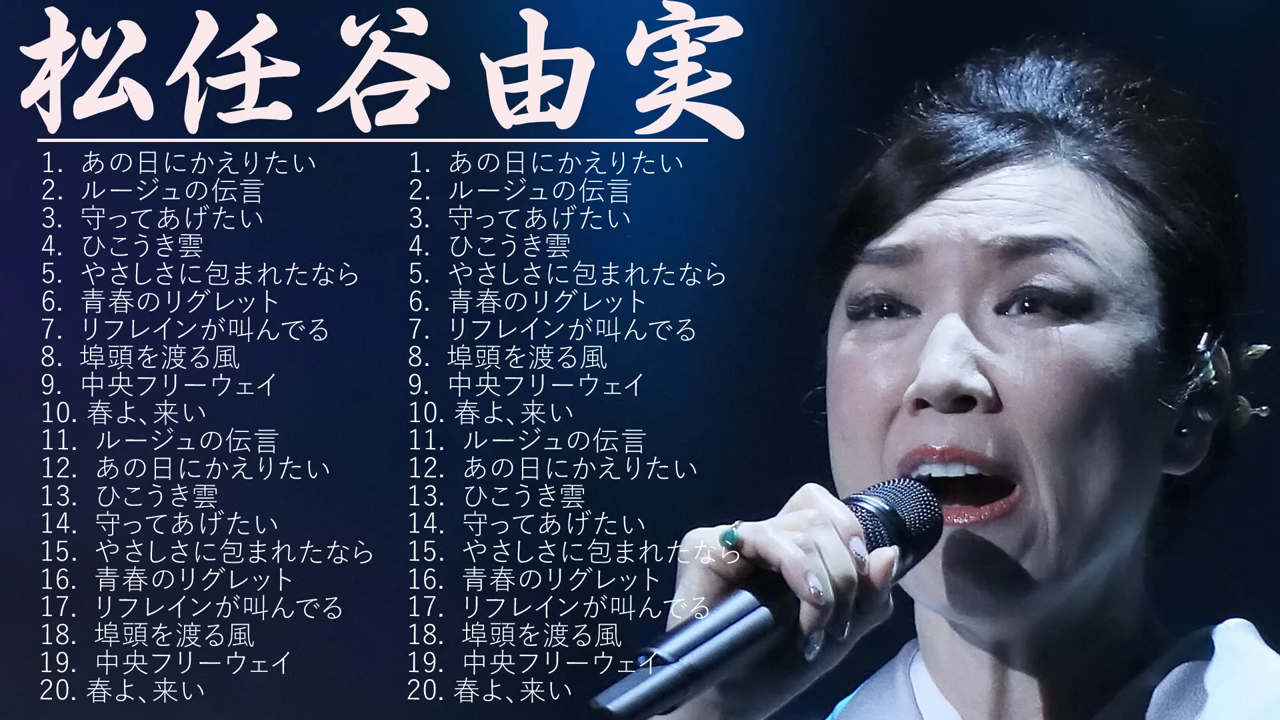 松任谷由実
1. あの日にかえりたい
2. ルージュの伝言
3. 守ってあげたい
4. ひこうき雲
5. やさしさに包まれたなら
6. 青春のリグレット
7. リフレインが叫んでる
8. 埠頭を渡る風
9. 中央フリーウェイ
10. 春よ、来い
11. ルージュの伝言
12. あの日にかえりたい
13. ひこうき雲
14. 守ってあげたい
15. やさしさに包まれたなら
16. 青春のリグレット
17. リフレインが叫んでる
18. 埠頭を渡る風
19. 中央フリーウェイ
20. 春よ、来い
1. あの日にかえりたい
2. ルージュの伝言
3. 守ってあげたい
4. ひこうき雲
5. やさしさに包まれたなら
6. 青春のリグレット
7. リフレインが叫んでる
8. 埠頭を渡る風
9. 中央フリーウェイ
10. 春よ、来い
11. ルージュの伝言
12. あの日にかえりたい
13. ひこうき雲
14. 守ってあげたい
15. やさしさに包まれたなら
16. 青春のリグレット
17. リフレインが叫んでる
18. 埠頭を渡る風
19. 中央フリーウェイ
20. 春よ、来い